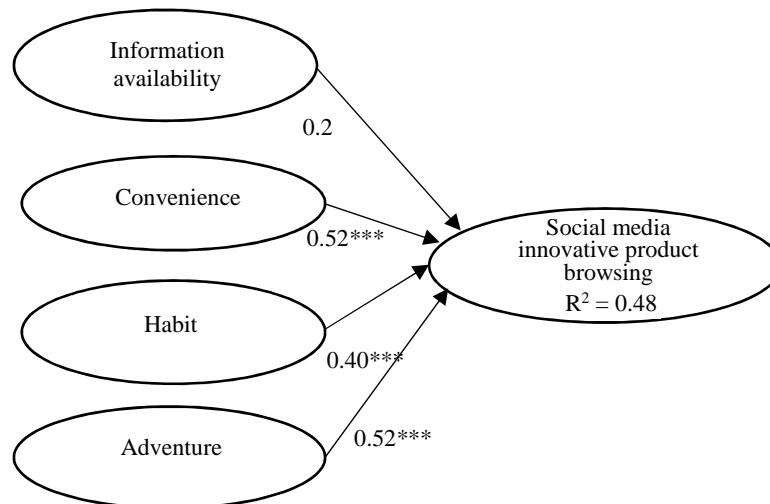 Information
availability
0.2
Convenience
0.52***
Social media
innovative product
browsing
R² = 0.48
Habit
0.40***
Adventure
0.52***